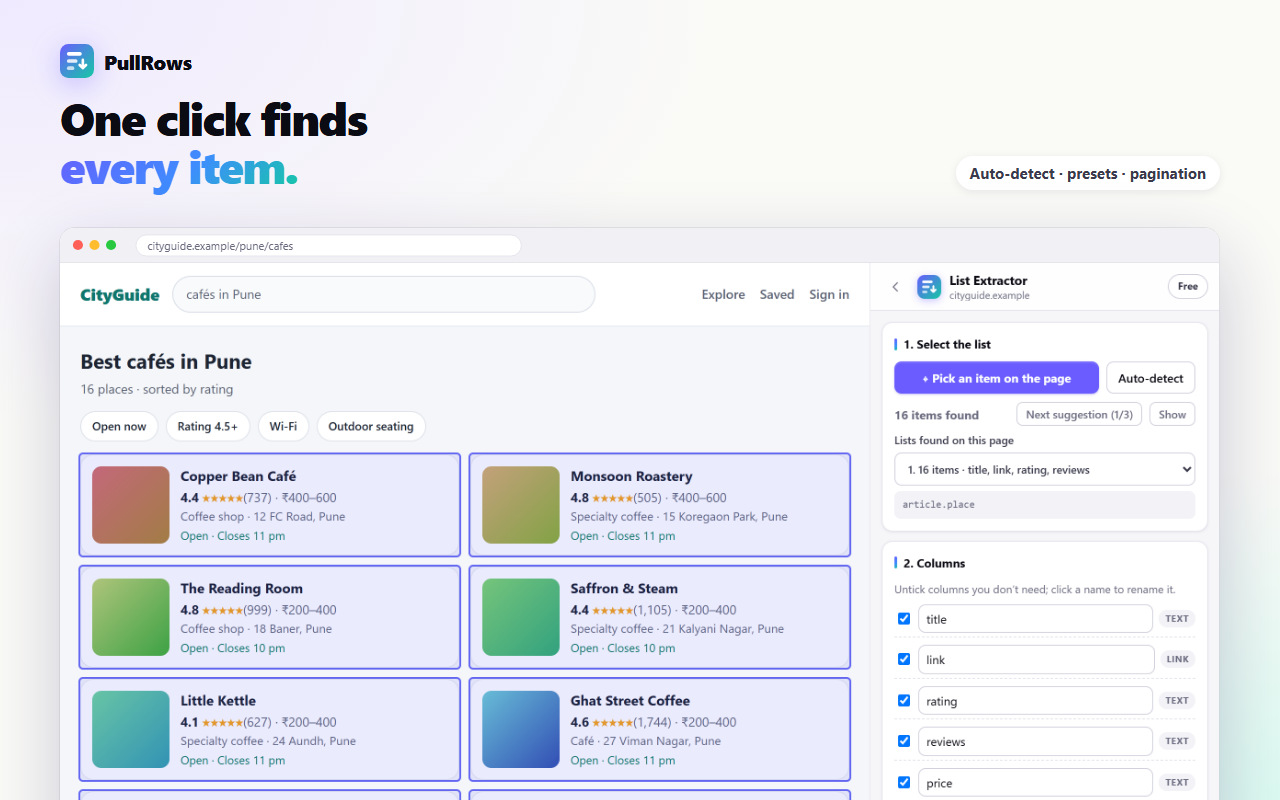 PullRows
One click finds
every item.
Auto-detect · presets · pagination
cityguide.example/pune/cafes
CityGuide
cafés in Pune
Explore
Saved
Sign in
Best cafés in Pune
16 places · sorted by rating
Open now
Rating 4.5+
Wi-Fi
Outdoor seating
Copper Bean Café
4.4 ★★★★★(737) · ₹400–600
Coffee shop · 12 FC Road, Pune
Open · Closes 11 pm
Monsoon Roastery
4.8 ★★★★★(505) · ₹400–600
Specialty coffee · 15 Koregaon Park, Pune
Open · Closes 11 pm
The Reading Room
4.8 ★★★★★(999) · ₹200–400
Coffee shop · 18 Baner, Pune
Open · Closes 10 pm
Saffron & Steam
4.4 ★★★★★(1,105) · ₹200–400
Specialty coffee · 21 Kalyani Nagar, Pune
Open · Closes 10 pm
Little Kettle
4.1 ★★★★★(627) · ₹200–400
Specialty coffee · 24 Aundh, Pune
Open · Closes 11 pm
Ghat Street Coffee
4.6 ★★★★★(1,744) · ₹200–400
Café · 27 Viman Nagar, Pune
Open · Closes 11 pm
List Extractor
cityguide.example
Free
1. Select the list
+ Pick an item on the page
Auto-detect
16 items found
Next suggestion (1/3)
Show
Lists found on this page
1. 16 items · title, link, rating, reviews
article.place
2. Columns
Untick columns you don't need; click a name to rename it.
title
TEXT
link
LINK
rating
TEXT
reviews
TEXT
price
TEXT